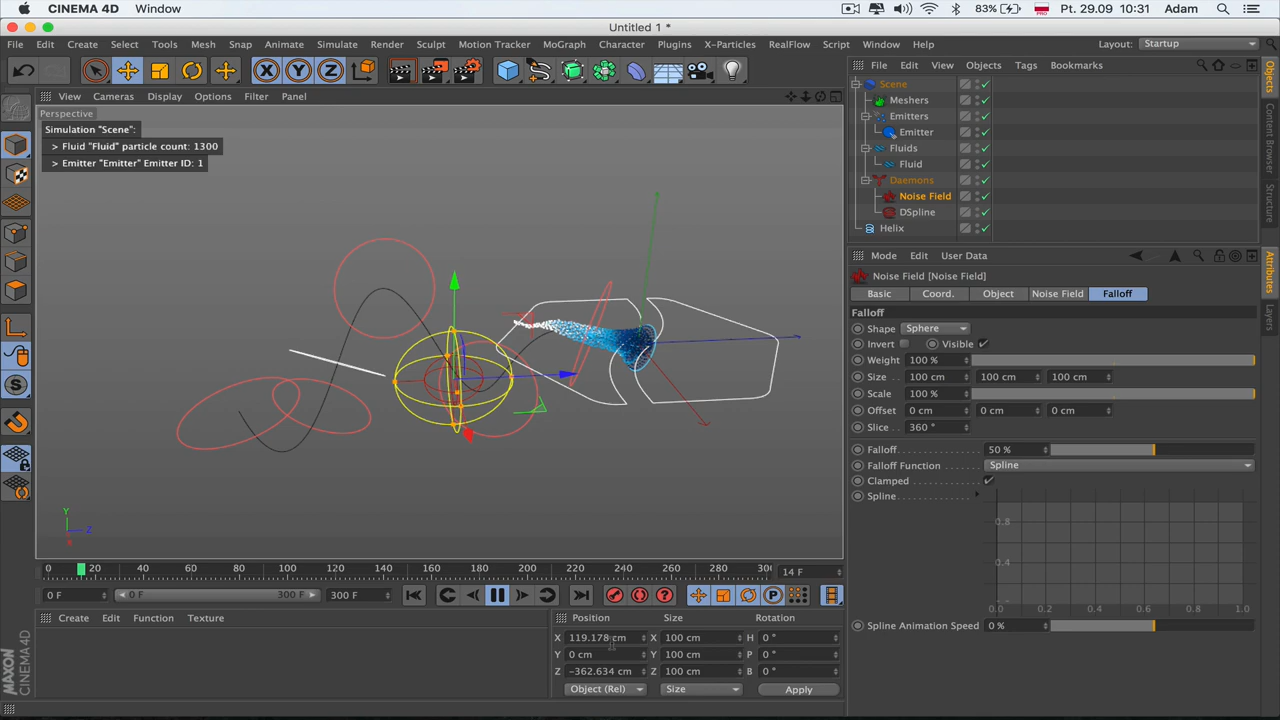 CINEMA 4D Window 83% Pt. 29.09 10:31 Adam
Untitled 1 *
File Edit Create Select Tools Mesh Snap Animate Simulate Render Sculpt Motion Tracker MoGraph Character Plugins X-Particles RealFlow Script Window Help Layout: Startup
X Y Z
File Edit View Objects Tags Bookmarks
View Cameras Display Options Filter Panel
Perspective
Simulation "Scene":
> Fluid "Fluid" particle count: 1300
> Emitter "Emitter" Emitter ID: 1
Scene
Meshers
Emitters
Emitter
Fluids
Fluid
Daemons
Noise Field
DSpline
Helix
Objects
Content Browser
Structure
Attributes
Layers
Mode Edit User Data
Noise Field [Noise Field]
Basic Coord. Object Noise Field Falloff
Falloff
Shape Sphere
Invert Visible
Weight 100 %
Size 100 cm 100 cm 100 cm
Scale 100 %
Offset 0 cm 0 cm 0 cm
Slice 360 °
Falloff 50 %
Falloff Function Spline
Clamped
Spline
0.8
0.4
0.0 0.2 0.4 0.6 0.8 1.0
Spline Animation Speed 0 %
Y
Z
X
0 20 40 60 80 100 120 140 160 180 200 220 240 260 280 300 14 F
0 F 0 F 300 F 300 F
P
Create Edit Function Texture
Position Size Rotation
X 119.178 cm X 100 cm H 0 °
Y 0 cm Y 100 cm P 0 °
Z -362.634 cm Z 100 cm B 0 °
Object (Rel) Size Apply
MAXON
CINEMA 4D